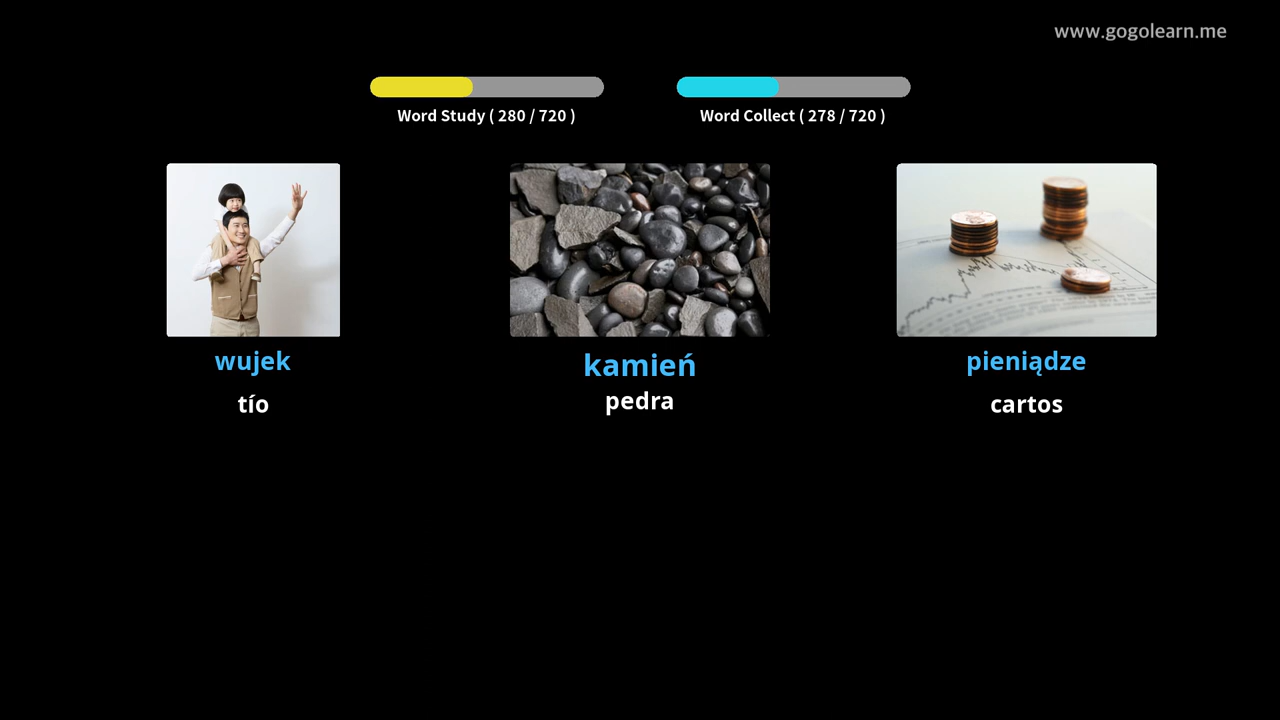 www.gogolearn.me
Word Study ( 280 / 720 )
Word Collect ( 278 / 720 )
wujek
tío
kamień
pedra
pieniądze
cartos